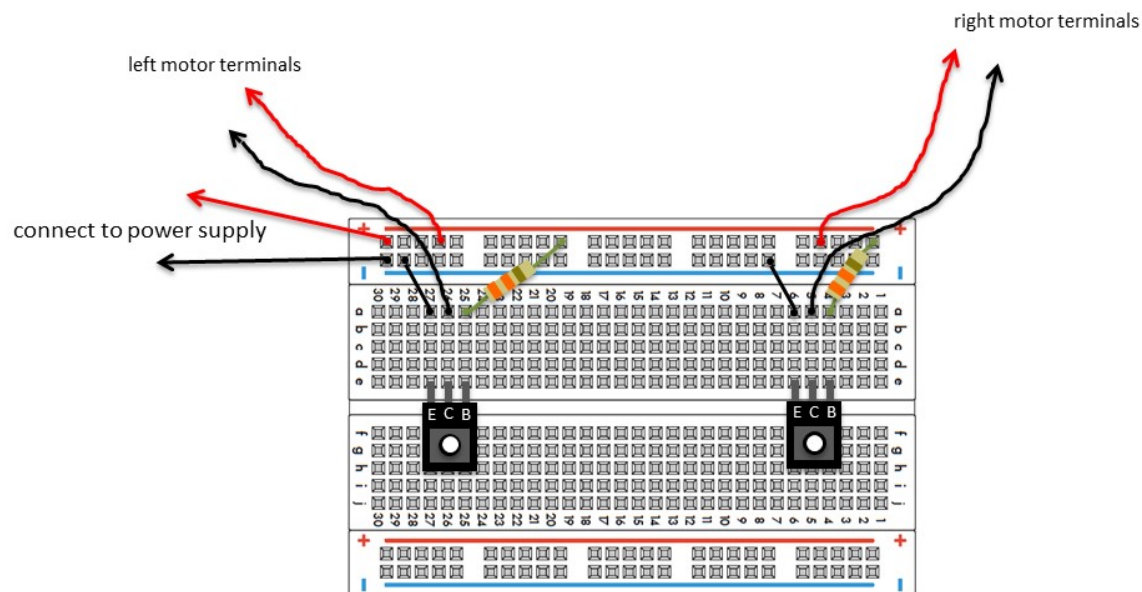 right motor terminals
left motor terminals
connect to power supply
+ +
30 29 28 27 26 25 24 23 22 21 20 19 18 17 16 15 14 13 12 11 10 9 8 7 6 5 4 3 2 1
a a
b b
c c
d d
e e
E C B E C B
f f
g g
h h
i i
j j
30 29 28 27 26 25 24 23 22 21 20 19 18 17 16 15 14 13 12 11 10 9 8 7 6 5 4 3 2 1
+ +